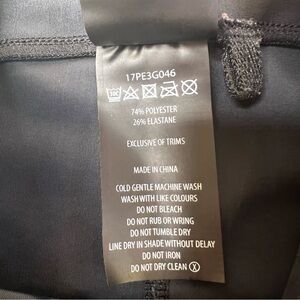 17PE3G046
74% POLYESTER
26% ELASTANE
EXCLUSIVE OF TRIMS
MADE IN CHINA
COLD GENTLE MACHINE WASH
WASH WITH LIKE COLOURS
DO NOT BLEACH
DO NOT RUB OR WRING
DO NOT TUMBLE DRY
LINE DRY IN SHADE WITHOUT DELAY
DO NOT IRON
DO NOT DRY CLEAN Ⓧ